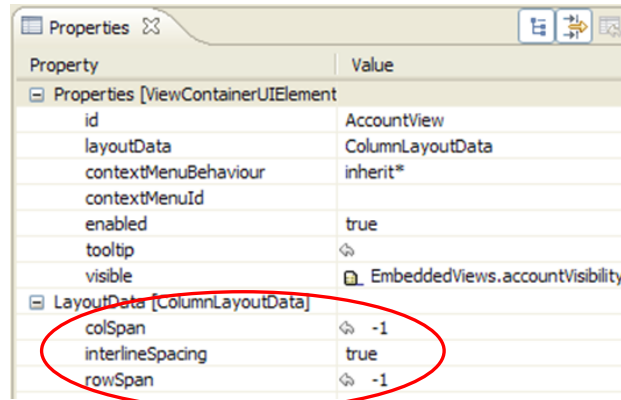 Properties
Property Value
Properties [ViewContainerUIElement
id AccountView
layoutData ColumnLayoutData
contextMenuBehaviour inherit*
contextMenuId
enabled true
tooltip
visible EmbeddedViews.accountVisibility
LayoutData [ColumnLayoutData]
colSpan -1
interlineSpacing true
rowSpan -1